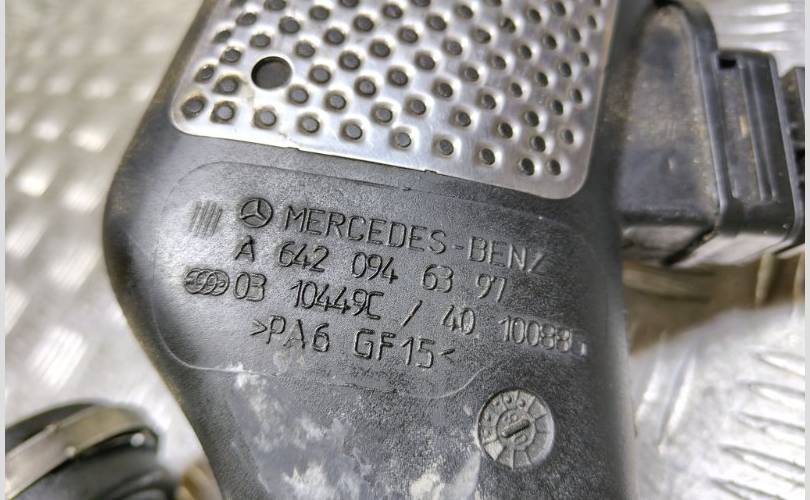 MERCEDES-BENZ
A 642 094 63 97
03 10449C / 40 10088
>PA6 GF15<